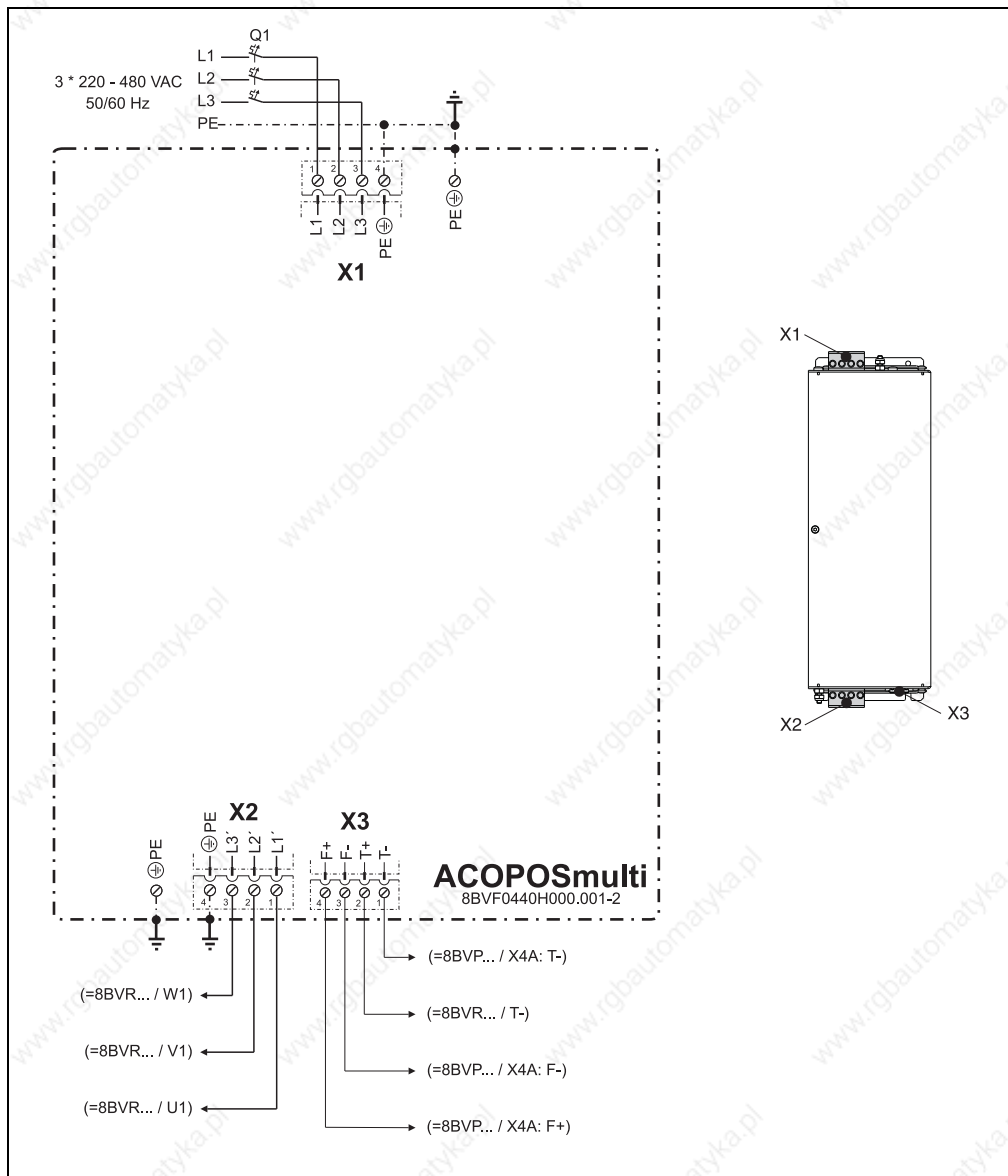 Q1
L1
3 * 220 - 480 VAC L2
50/60 Hz L3
PE
1 2 3 4
L1 L2 L3 PE PE
X1
X1
X2
X3
X2 X3
PE PE L3´ L2´ L1´ F+ F- T+ T-
4 3 2 1 4 3 2 1
ACOPOSmulti
8BVF0440H000.001-2
(=8BVP... / X4A: T-)
(=8BVR... / W1)
(=8BVR... / T-)
(=8BVR... / V1)
(=8BVP... / X4A: F-)
(=8BVR... / U1)
(=8BVP... / X4A: F+)
www.rgbautomatyka.pl